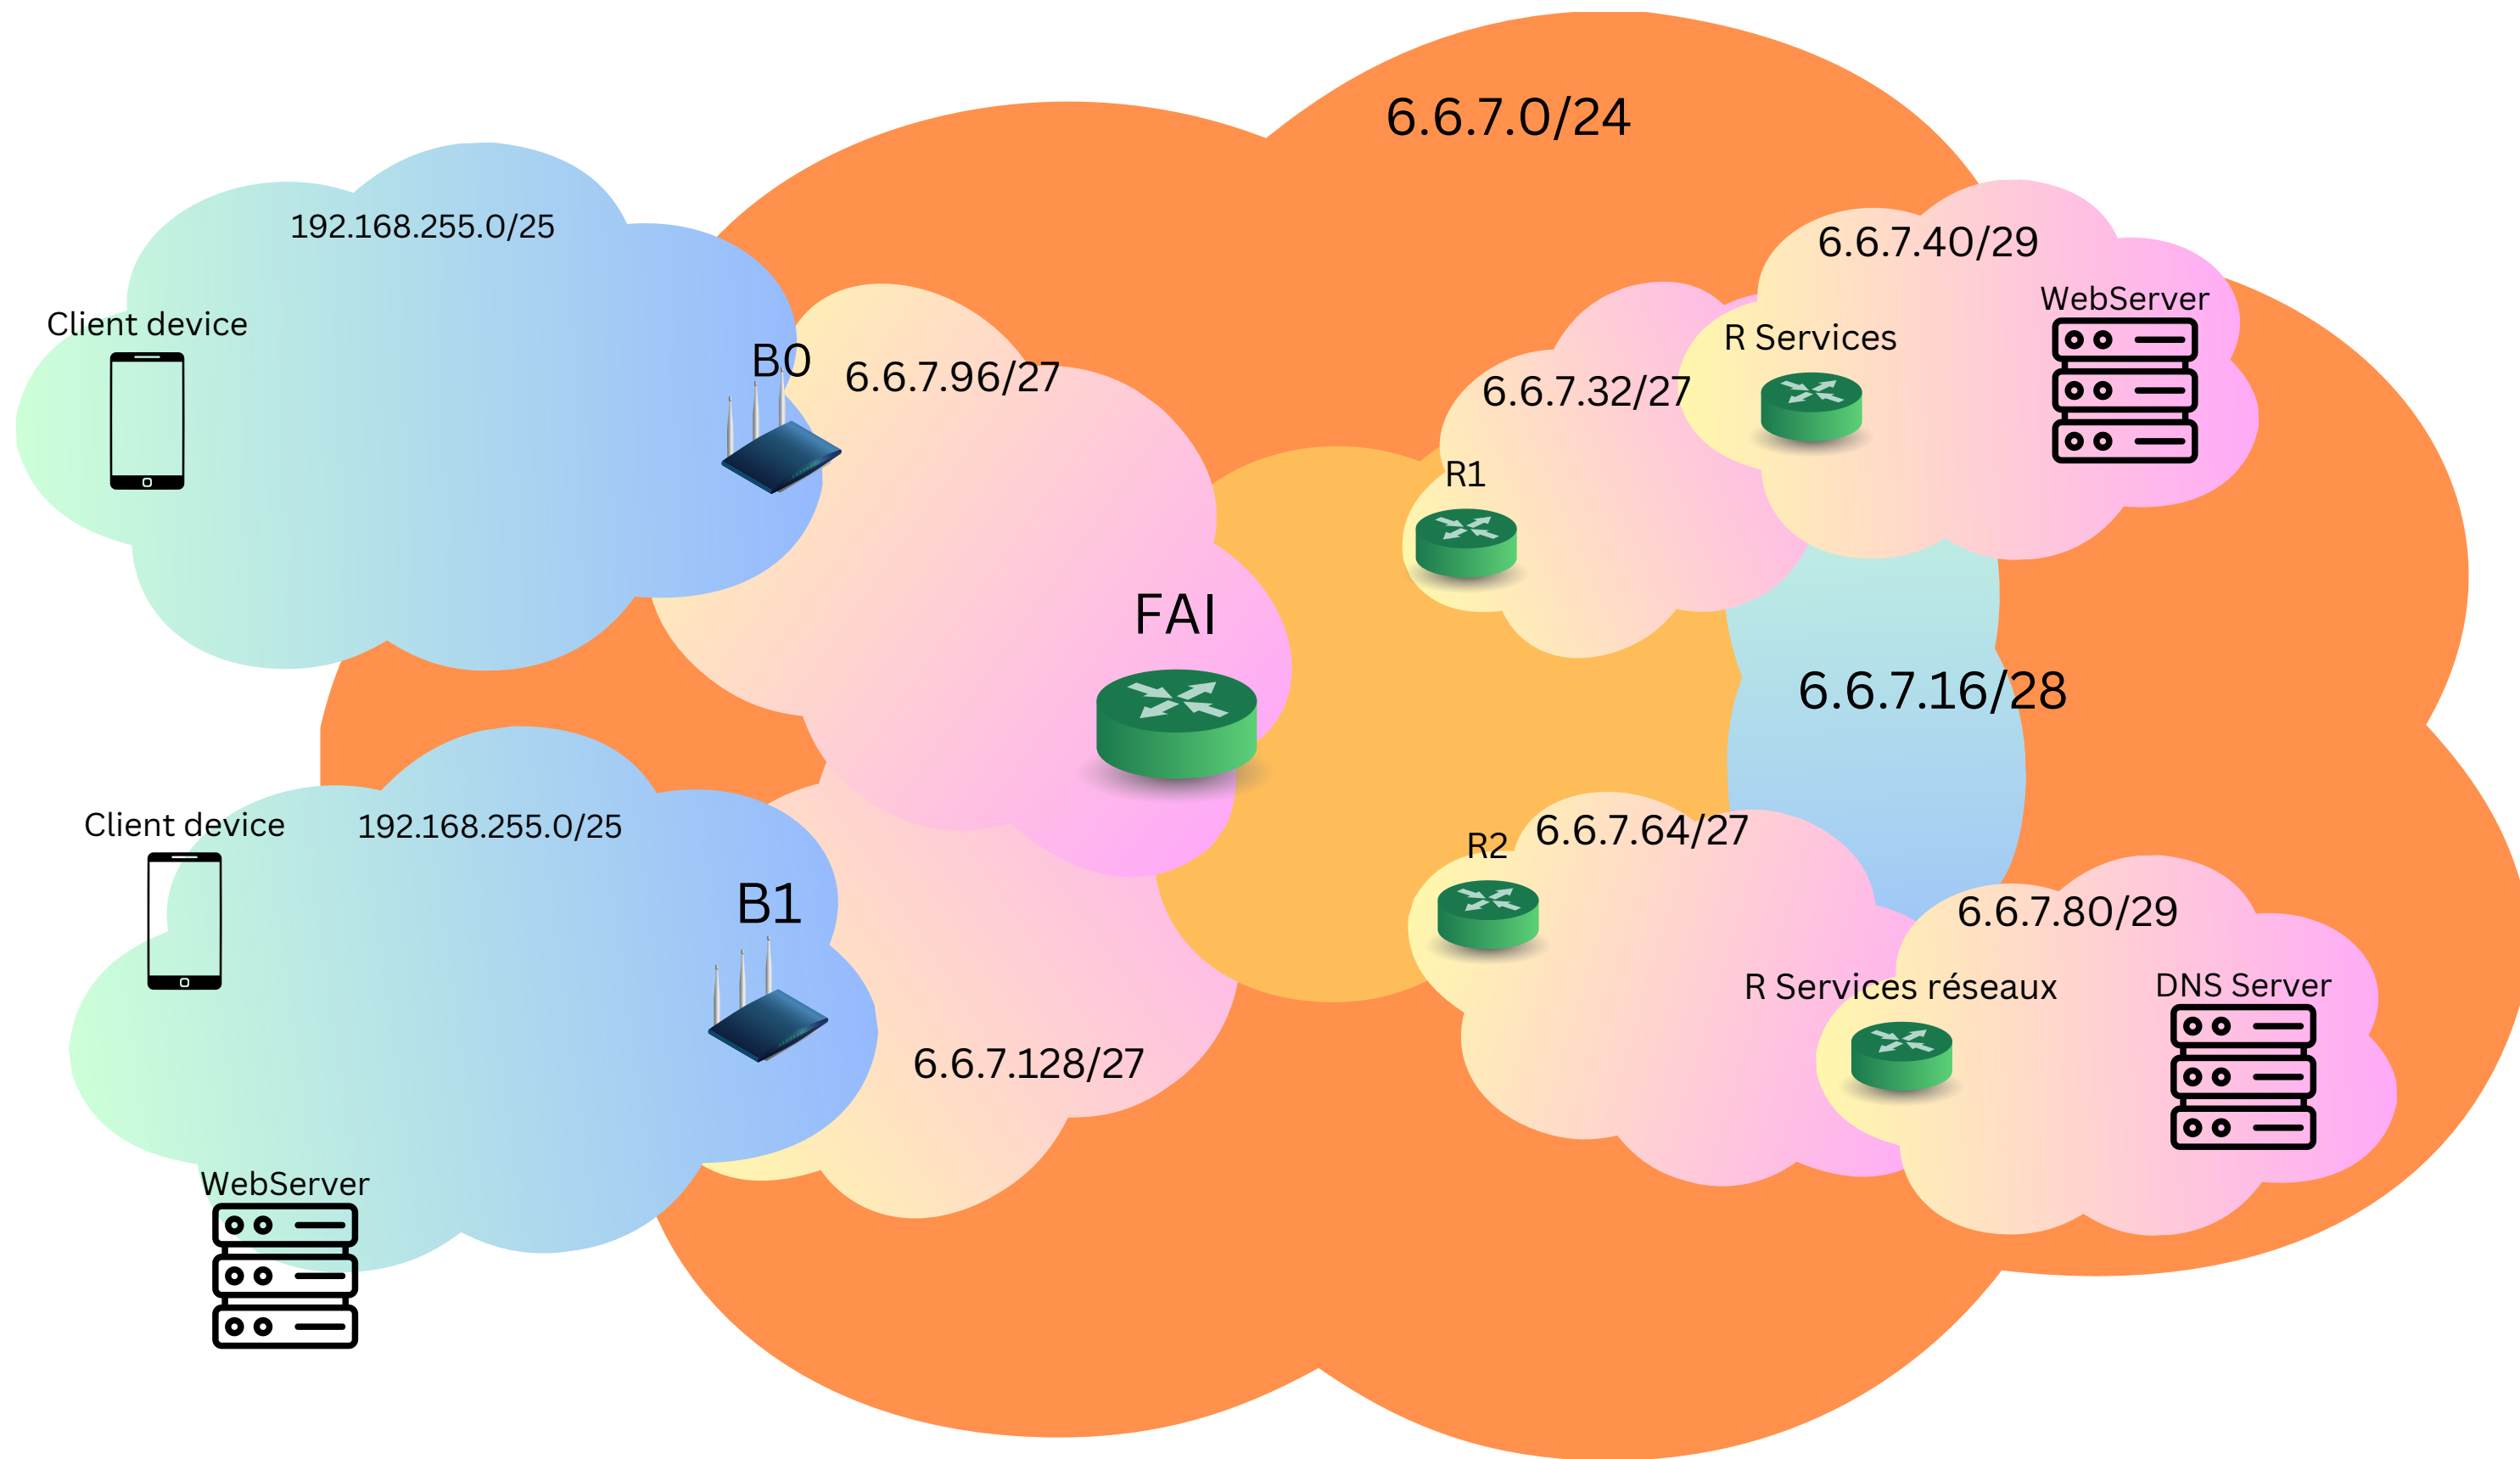 6.6.7.0/24
192.168.255.0/25
6.6.7.40/29
WebServer
Client device
R Services
B0
6.6.7.96/27
6.6.7.32/27
R1
FAI
6.6.7.16/28
Client device
192.168.255.0/25
6.6.7.64/27
R2
B1
6.6.7.80/29
R Services réseaux
DNS Server
6.6.7.128/27
WebServer